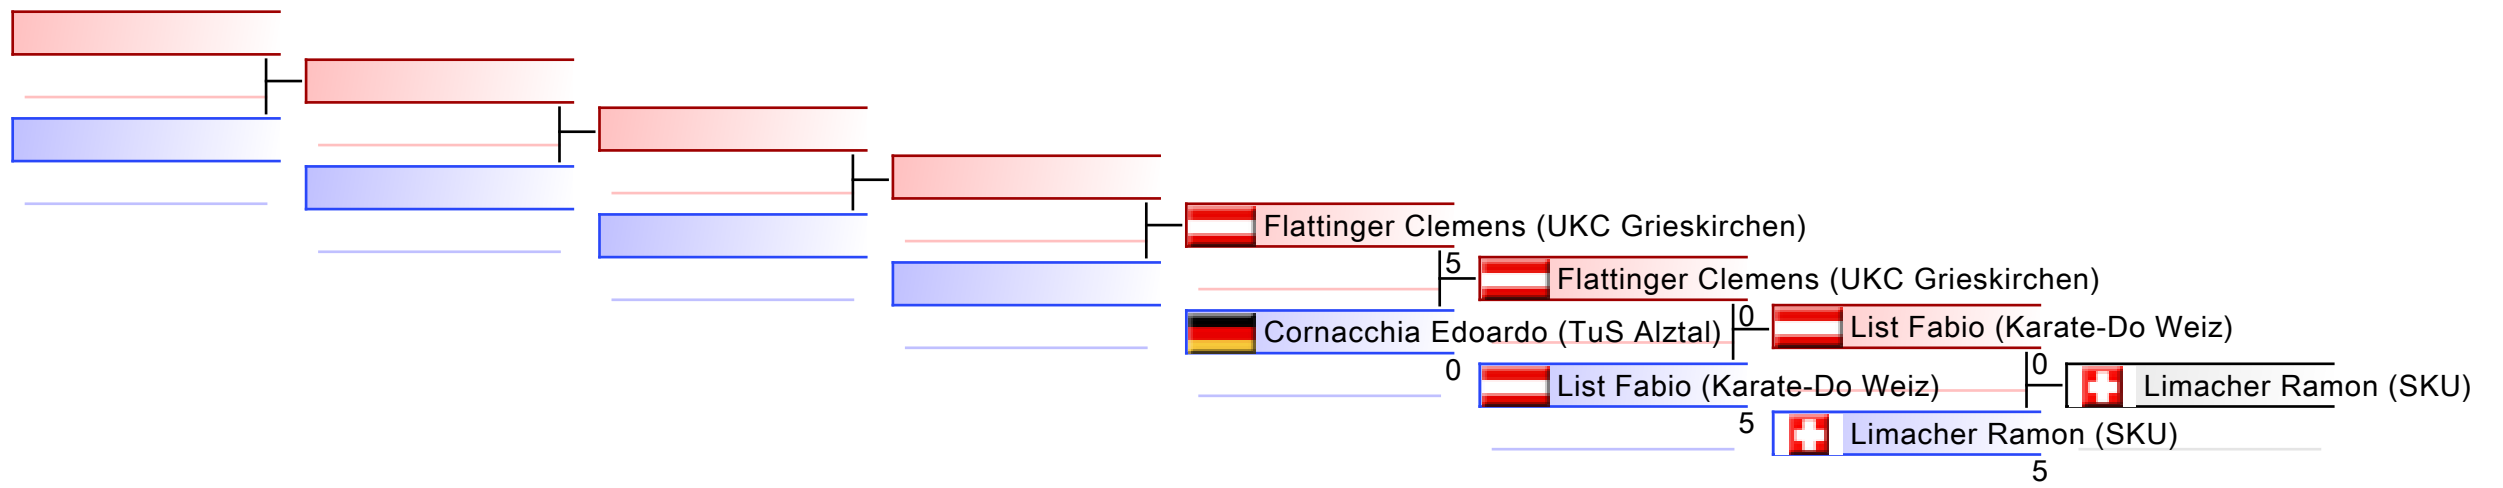 Flattinger Clemens (UKC Grieskirchen)
5
Flattinger Clemens (UKC Grieskirchen)
0
Cornacchia Edoardo (TuS Alztal)
List Fabio (Karate-Do Weiz)
0
0
List Fabio (Karate-Do Weiz)
Limacher Ramon (SKU)
5
Limacher Ramon (SKU)
5